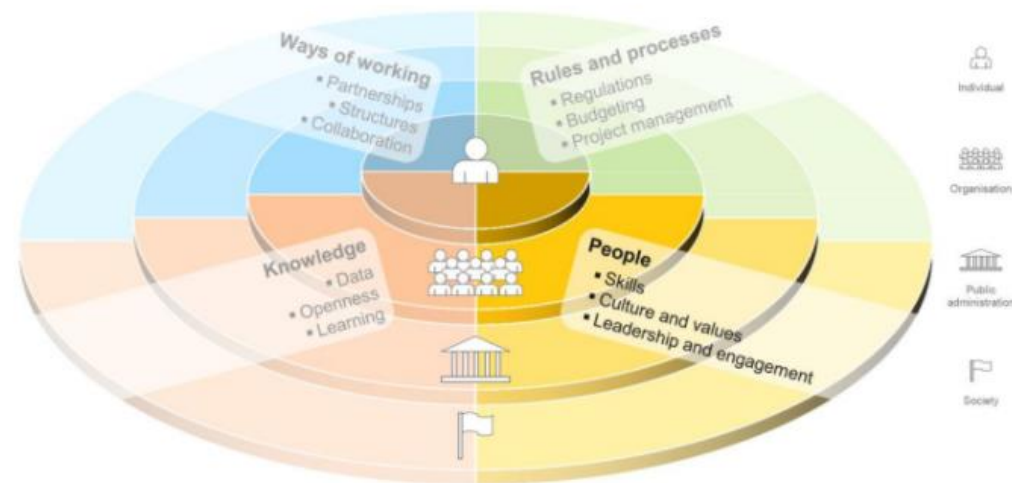 Ways of working
▪ Partnerships
▪ Structures
▪ Collaboration
Rules and processes
▪ Regulations
▪ Budgeting
▪ Project management
Knowledge
▪ Data
▪ Openness
▪ Learning
People
▪ Skills
▪ Culture and values
▪ Leadership and engagement
Individual
Organisation
Public
administration
Society